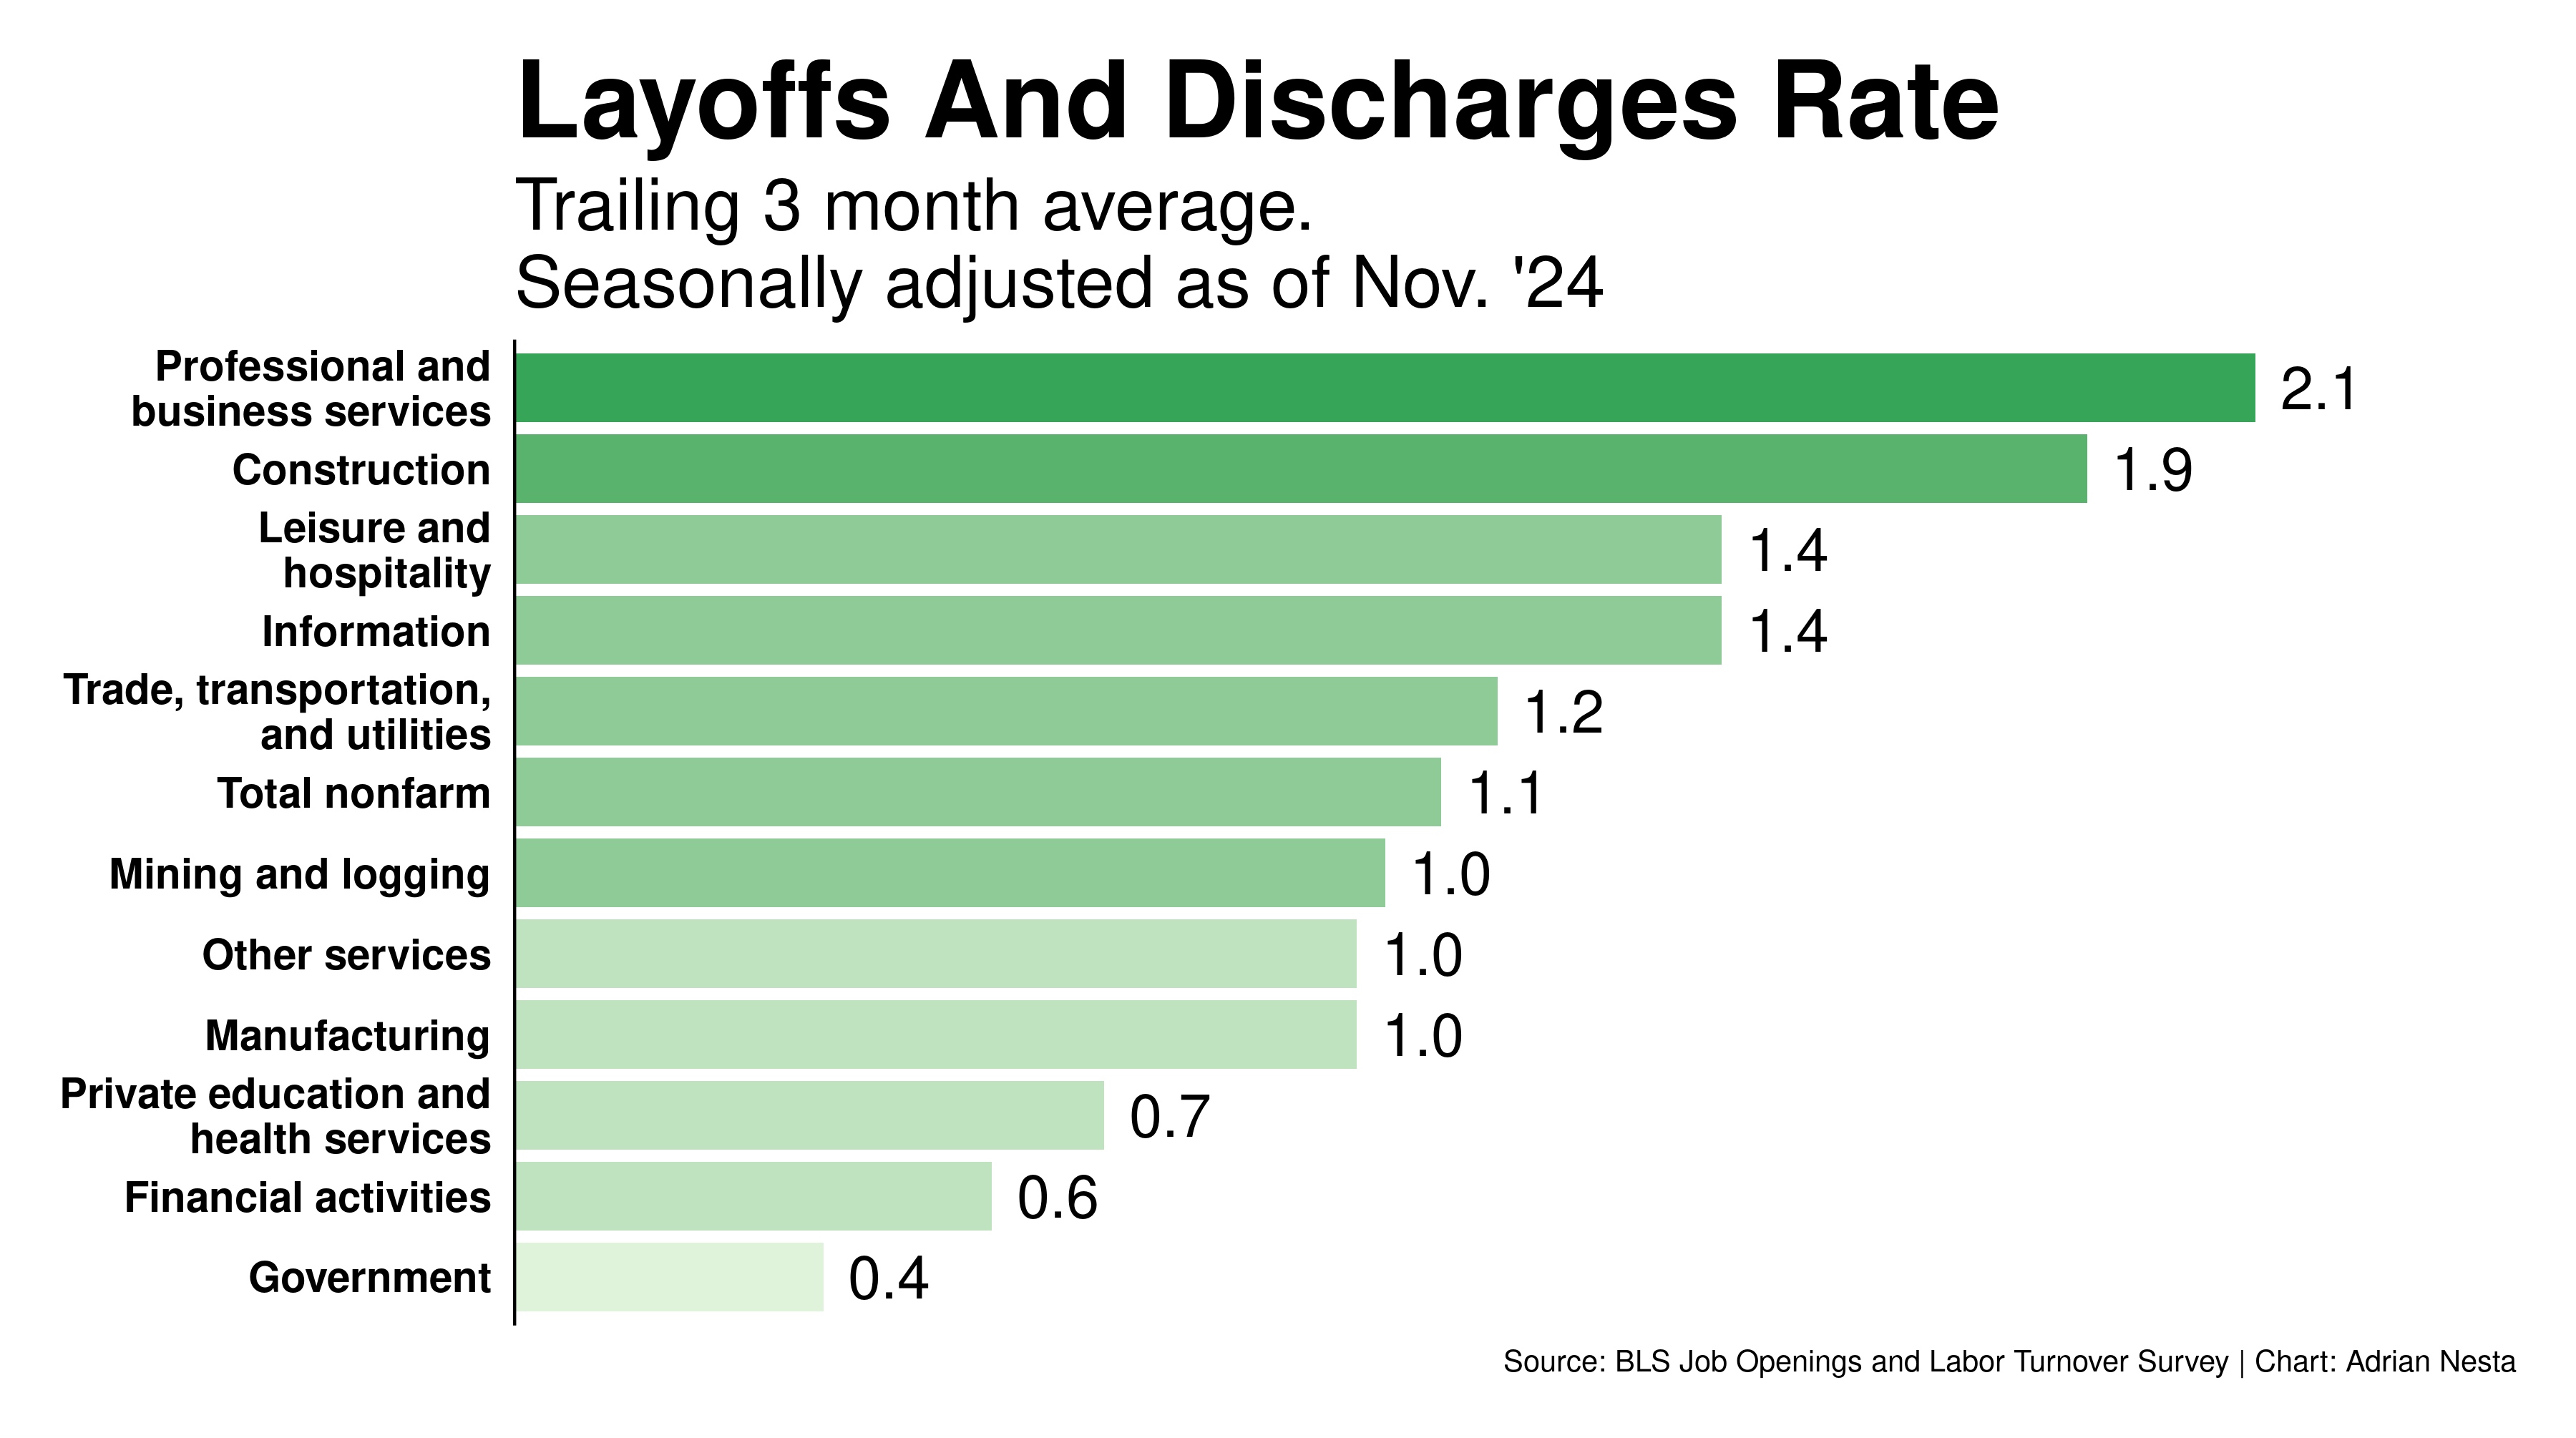 Layoffs And Discharges Rate
Trailing 3 month average.
Seasonally adjusted as of Nov. '24
Professional and
business services
2.1
Construction
1.9
Leisure and
hospitality
1.4
Information
1.4
Trade, transportation,
and utilities
1.2
Total nonfarm
1.1
Mining and logging
1.0
Other services
1.0
Manufacturing
1.0
Private education and
health services
0.7
Financial activities
0.6
Government
0.4
Source: BLS Job Openings and Labor Turnover Survey | Chart: Adrian Nesta